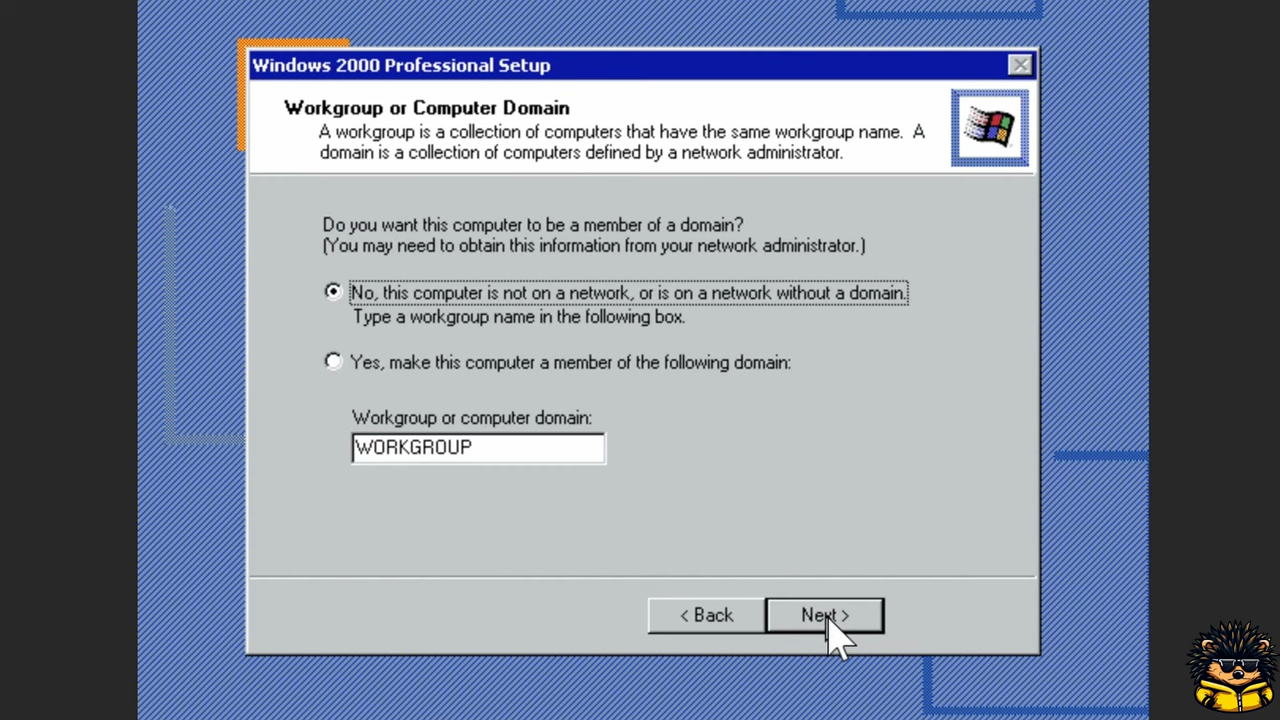 Windows 2000 Professional Setup
Workgroup or Computer Domain
A workgroup is a collection of computers that have the same workgroup name. A
domain is a collection of computers defined by a network administrator.
Do you want this computer to be a member of a domain?
(You may need to obtain this information from your network administrator.)
No, this computer is not on a network, or is on a network without a domain.
Type a workgroup name in the following box.
Yes, make this computer a member of the following domain:
Workgroup or computer domain:
WORKGROUP
< Back
Next >